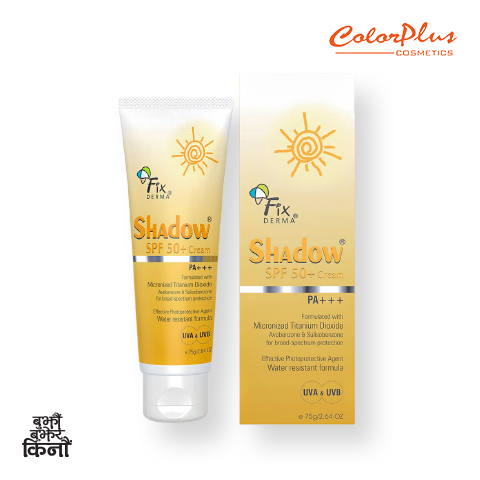 ColorPlus
COSMETICS
Fix
DERMA®
Shadow®
SPF 50+ Cream
PA+++
Formulated with
Micronized Titanium Dioxide
Avobenzone & Sulisobenzone
for broad-spectrum protection
Effective Photoprotective Agent
Water resistant formula
UVA & UVB
e 75g/2.64 OZ
Fix
DERMA®
Shadow®
SPF 50+ Cream
PA+++
Formulated with
Micronized Titanium Dioxide
Avobenzone & Sulisobenzone
for broad-spectrum protection
Effective Photoprotective Agent
Water resistant formula
UVA & UVB
e 75g/2.64 OZ
बुझौं
बुझेर
किनौं